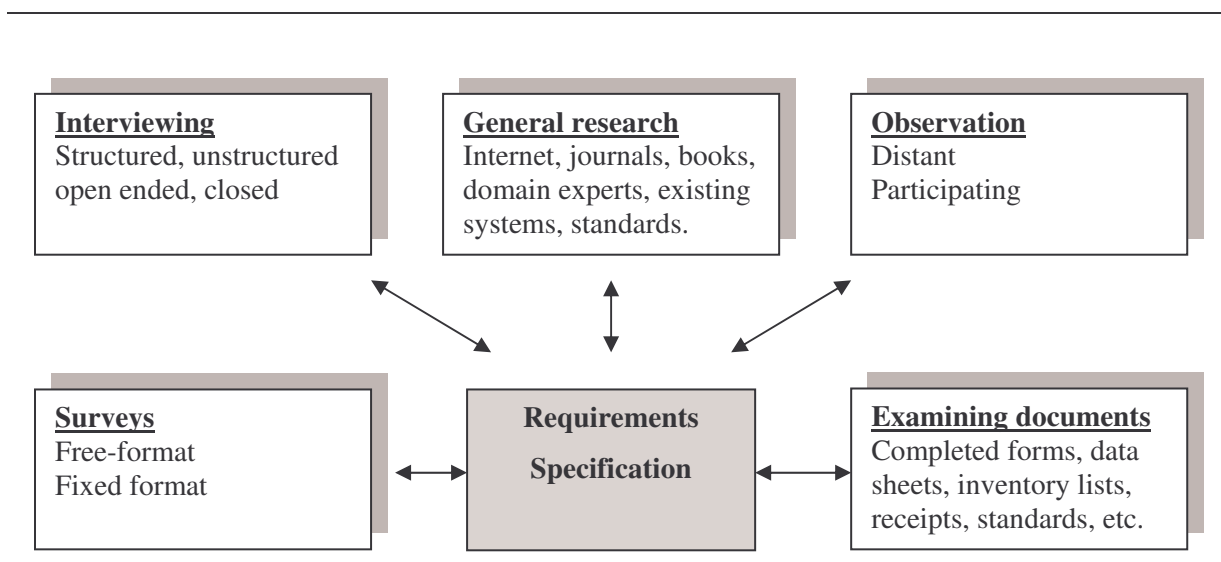 Interviewing
Structured, unstructured
open ended, closed
General research
Internet, journals, books,
domain experts, existing
systems, standards.
Observation
Distant
Participating
Surveys
Free-format
Fixed format
Requirements
Specification
Examining documents
Completed forms, data
sheets, inventory lists,
receipts, standards, etc.